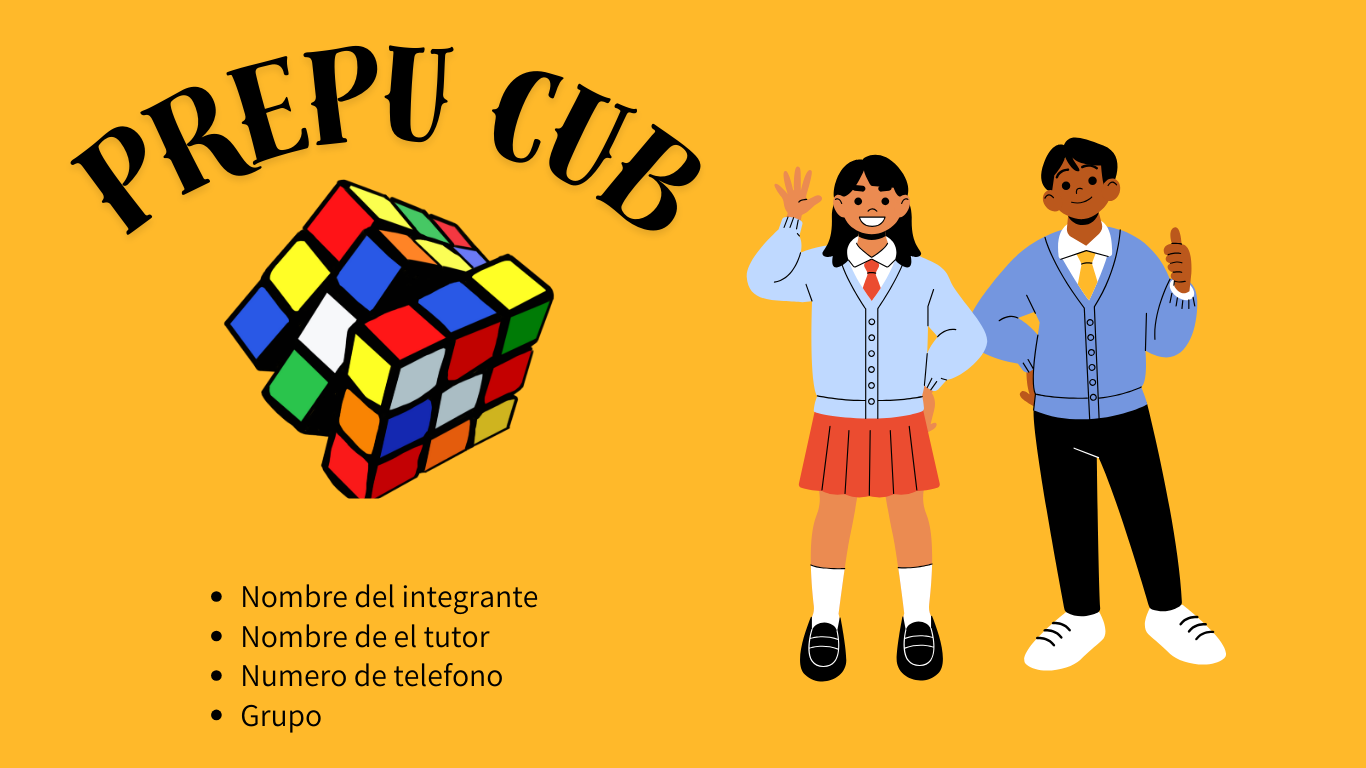 PREPU CUB
• Nombre del integrante
• Nombre de el tutor
• Numero de telefono
• Grupo